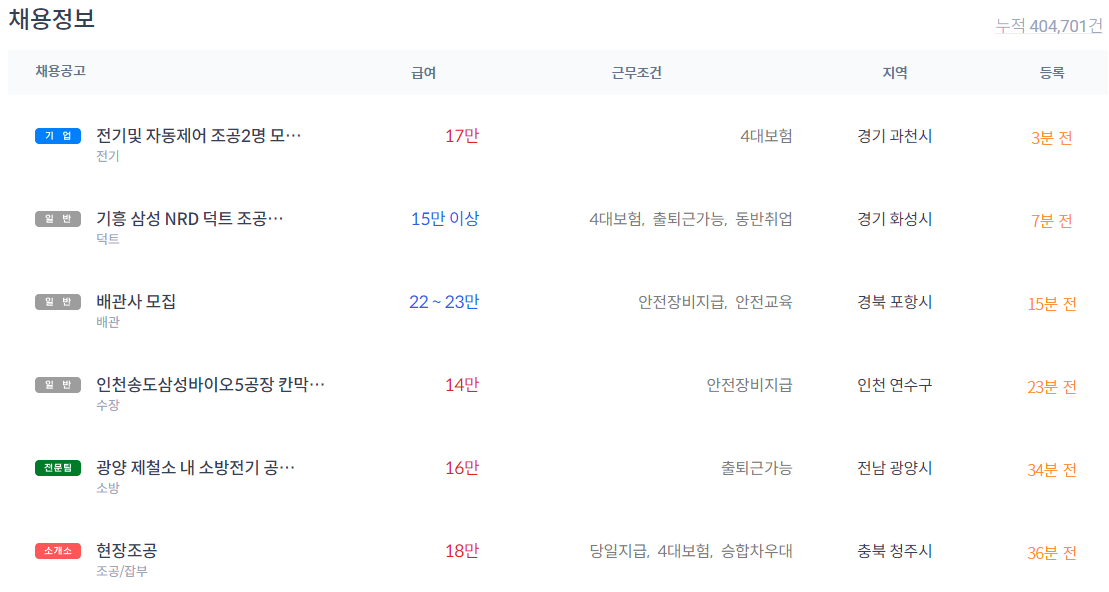 채용정보
누적 404,701건
채용공고 급여 근무조건 지역 등록
기 업 전기및 자동제어 조공2명 모… 17만 4대보험 경기 과천시 3분 전
전기
일 반 기흥 삼성 NRD 덕트 조공… 15만 이상 4대보험, 출퇴근가능, 동반취업 경기 화성시 7분 전
덕트
일 반 배관사 모집 22 ~ 23만 안전장비지급, 안전교육 경북 포항시 15분 전
배관
일 반 인천송도삼성바이오5공장 칸막… 14만 안전장비지급 인천 연수구 23분 전
수장
전문팀 광양 제철소 내 소방전기 공… 16만 출퇴근가능 전남 광양시 34분 전
소방
소개소 현장조공 18만 당일지급, 4대보험, 승합차우대 충북 청주시 36분 전
조공/잡부